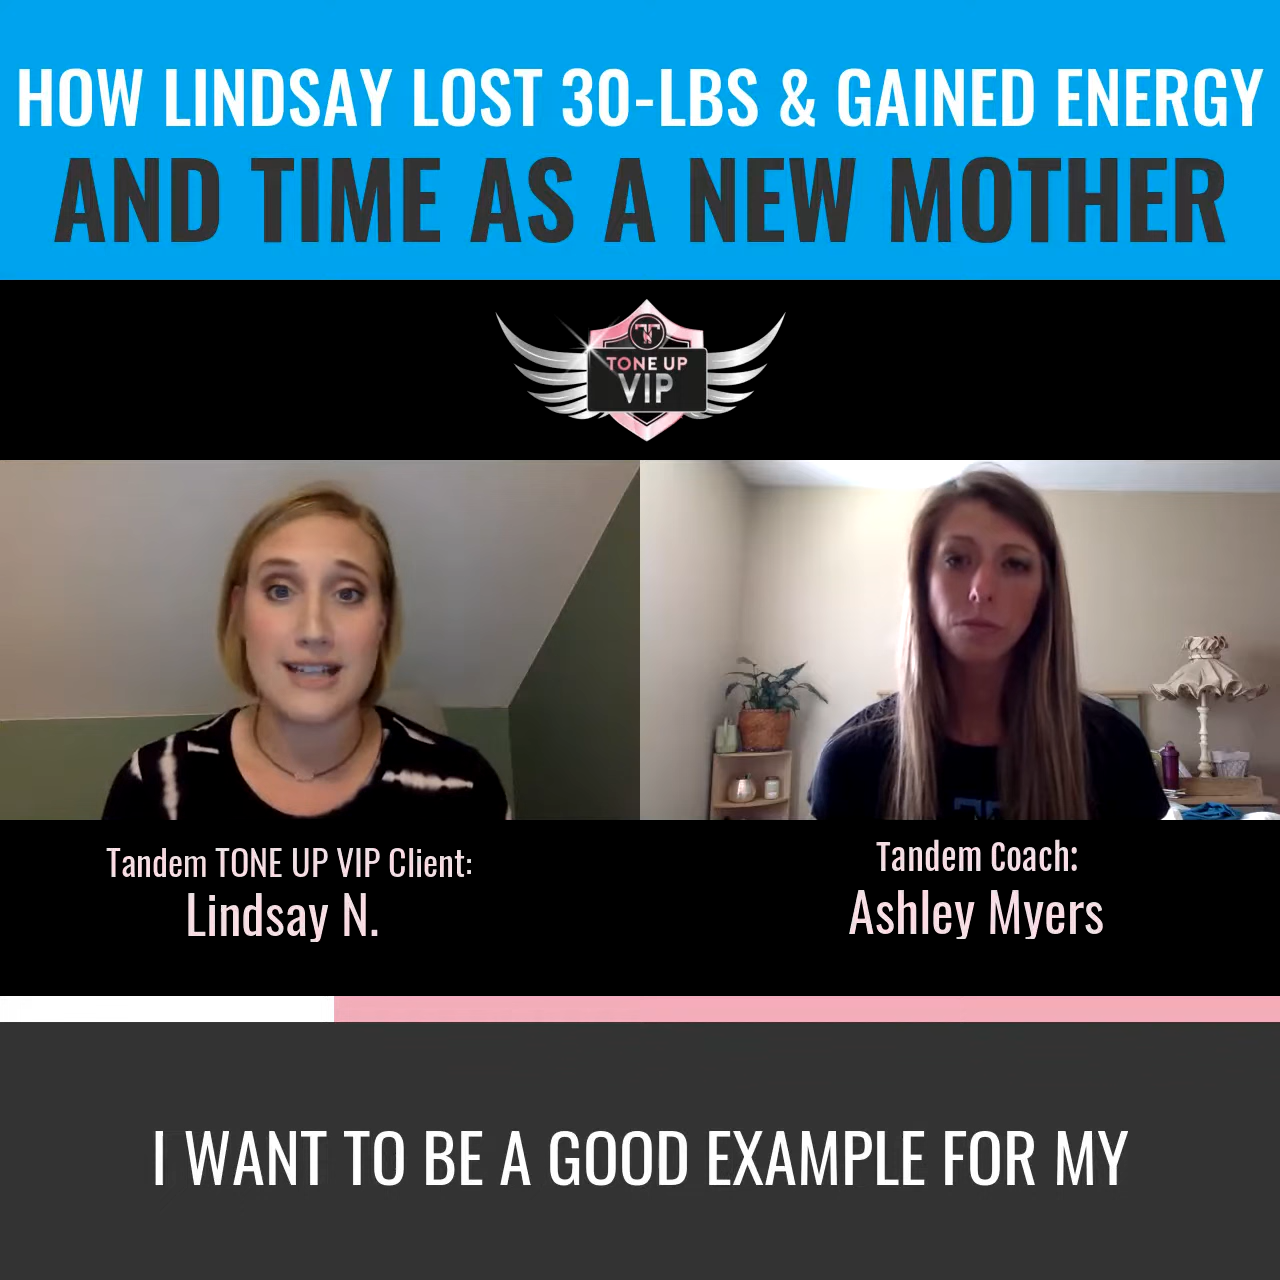 HOW LINDSAY LOST 30-LBS & GAINED ENERGY
AND TIME AS A NEW MOTHER
TONE UP
VIP
Tandem TONE UP VIP Client:
Lindsay N.
Tandem Coach:
Ashley Myers
I WANT TO BE A GOOD EXAMPLE FOR MY